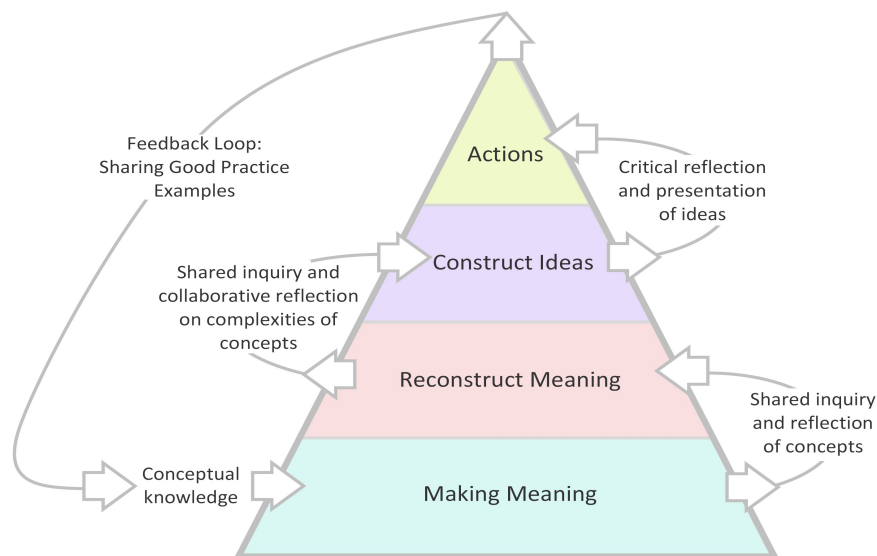 Feedback Loop:
Sharing Good Practice
Examples
Actions
Critical reflection
and presentation
of ideas
Construct Ideas
Shared inquiry and
collaborative reflection
on complexities of
concepts
Reconstruct Meaning
Shared inquiry
and reflection
of concepts
Conceptual
knowledge
Making Meaning